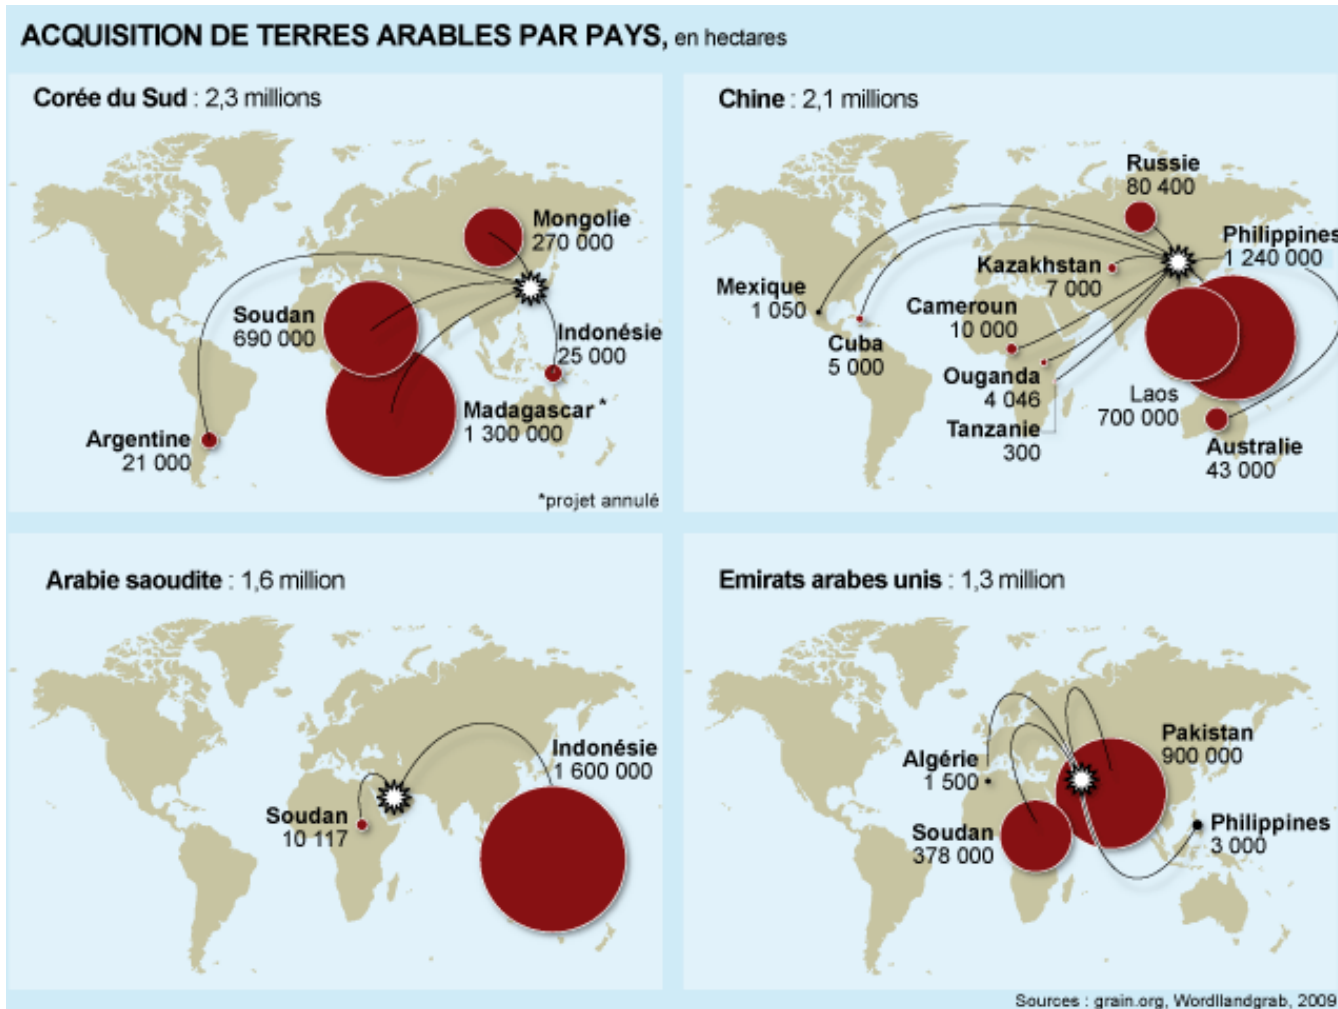 ACQUISITION DE TERRES ARABLES PAR PAYS, en hectares
Corée du Sud : 2,3 millions
Mongolie
270 000
Soudan
690 000
Indonésie
25 000
Madagascar *
1 300 000
Argentine
21 000
*projet annulé
Chine : 2,1 millions
Russie
80 400
Philippines
1 240 000
Kazakhstan
7 000
Mexique
1 050
Cameroun
10 000
Cuba
5 000
Ouganda
4 046
Laos
700 000
Tanzanie
300
Australie
43 000
Arabie saoudite : 1,6 million
Indonésie
1 600 000
Soudan
10 117
Emirats arabes unis : 1,3 million
Pakistan
900 000
Algérie
1 500
Soudan
378 000
Philippines
3 000
Sources : grain.org, Wordllandgrab, 2009